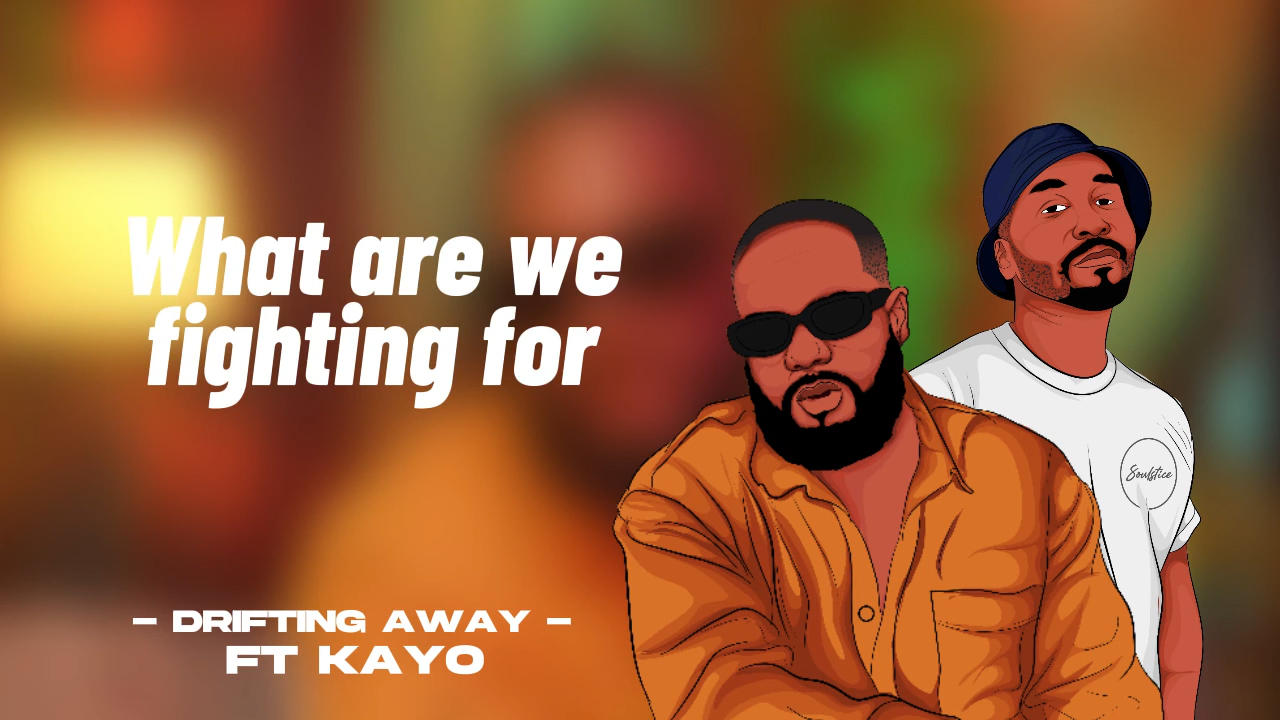 What are we
fighting for
Soulstice
- DRIFTING AWAY -
FT KAYO